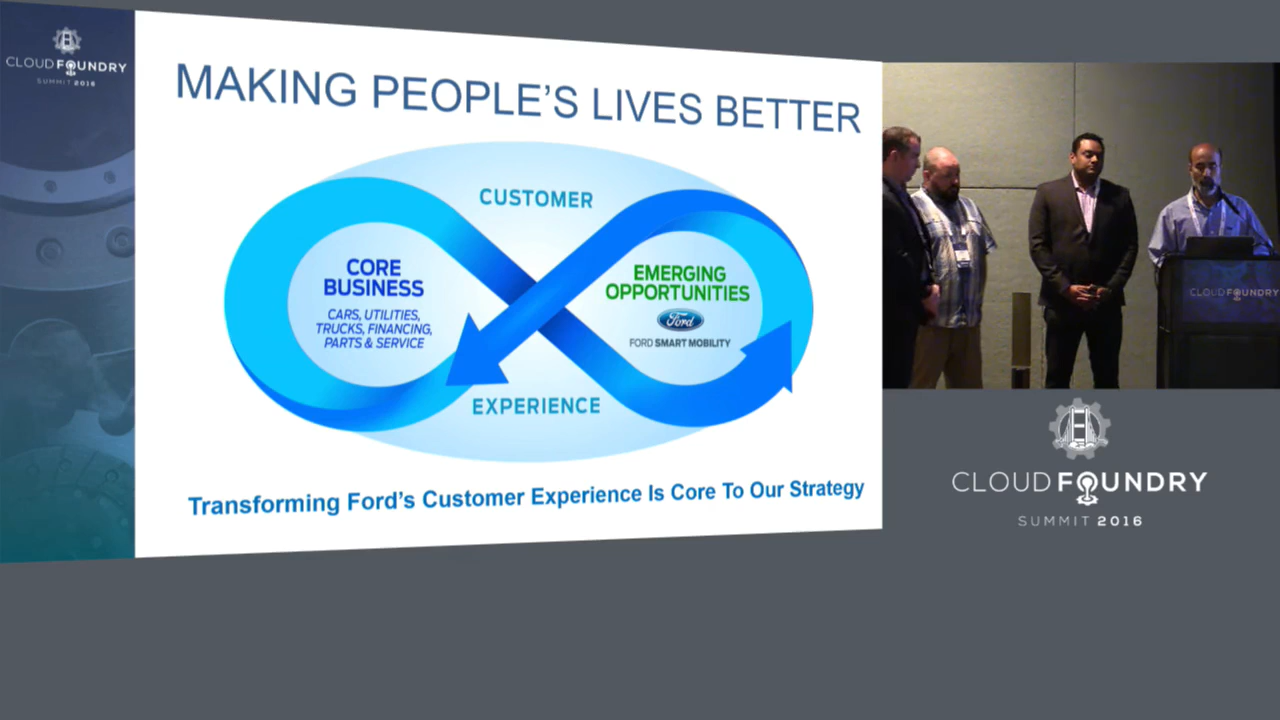 CLOUD FOUNDRY
SUMMIT 2016
MAKING PEOPLE'S LIVES BETTER
CUSTOMER
CORE
BUSINESS
CARS, UTILITIES,
TRUCKS, FINANCING,
PARTS & SERVICE
EMERGING
OPPORTUNITIES
Ford
FORD SMART MOBILITY
EXPERIENCE
Transforming Ford's Customer Experience Is Core To Our Strategy
CLOUD FOUNDRY
CLOUD FOUNDRY
SUMMIT 2016